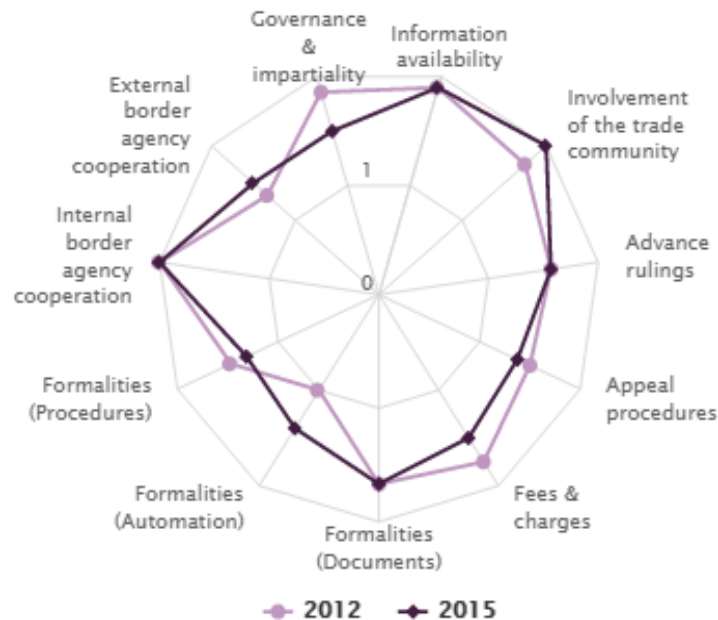 Governance
&
impartiality
Information
availability
Involvement
of the trade
community
Advance
rulings
Appeal
procedures
Fees &
charges
Formalities
(Documents)
Formalities
(Automation)
Formalities
(Procedures)
Internal
border
agency
cooperation
External
border
agency
cooperation
1
0
2012
2015